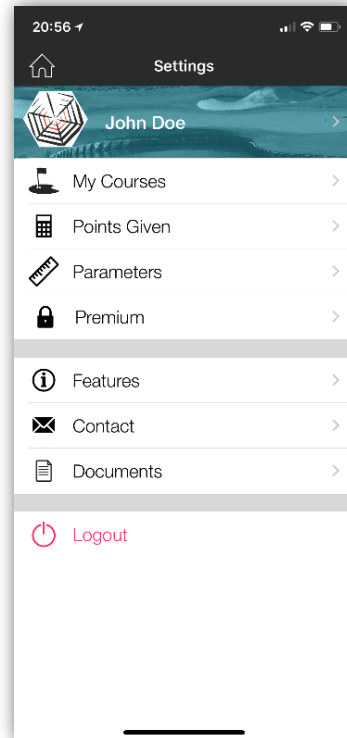 20:56
Settings
John Doe
My Courses
Points Given
Parameters
Premium
Features
Contact
Documents
Logout